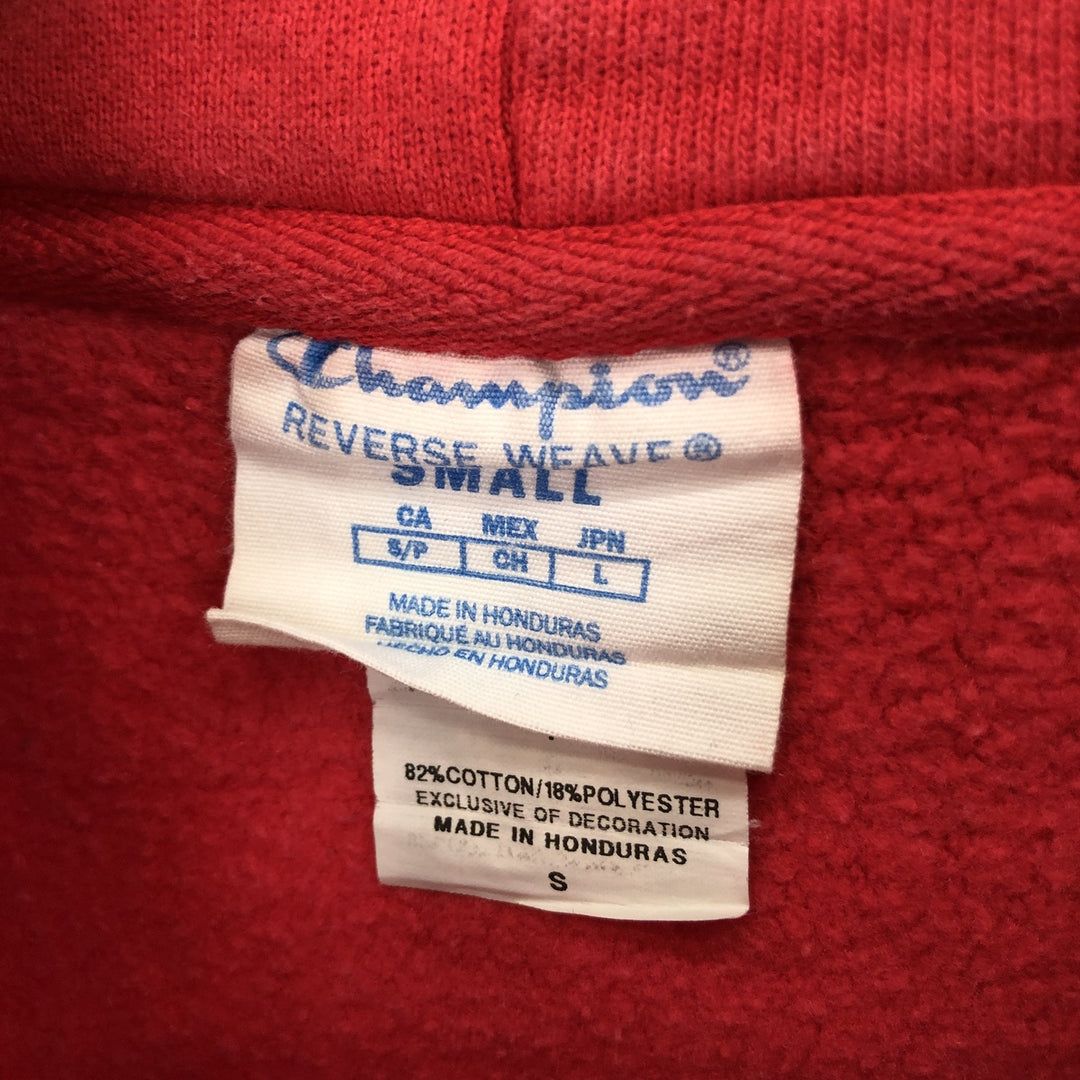 Champion®
REVERSE WEAVE®
SMALL
CA MEX JPN
S/P CH L
MADE IN HONDURAS
FABRIQUÉ AU HONDURAS
HECHO EN HONDURAS
82%COTTON/18%POLYESTER
EXCLUSIVE OF DECORATION
MADE IN HONDURAS
S